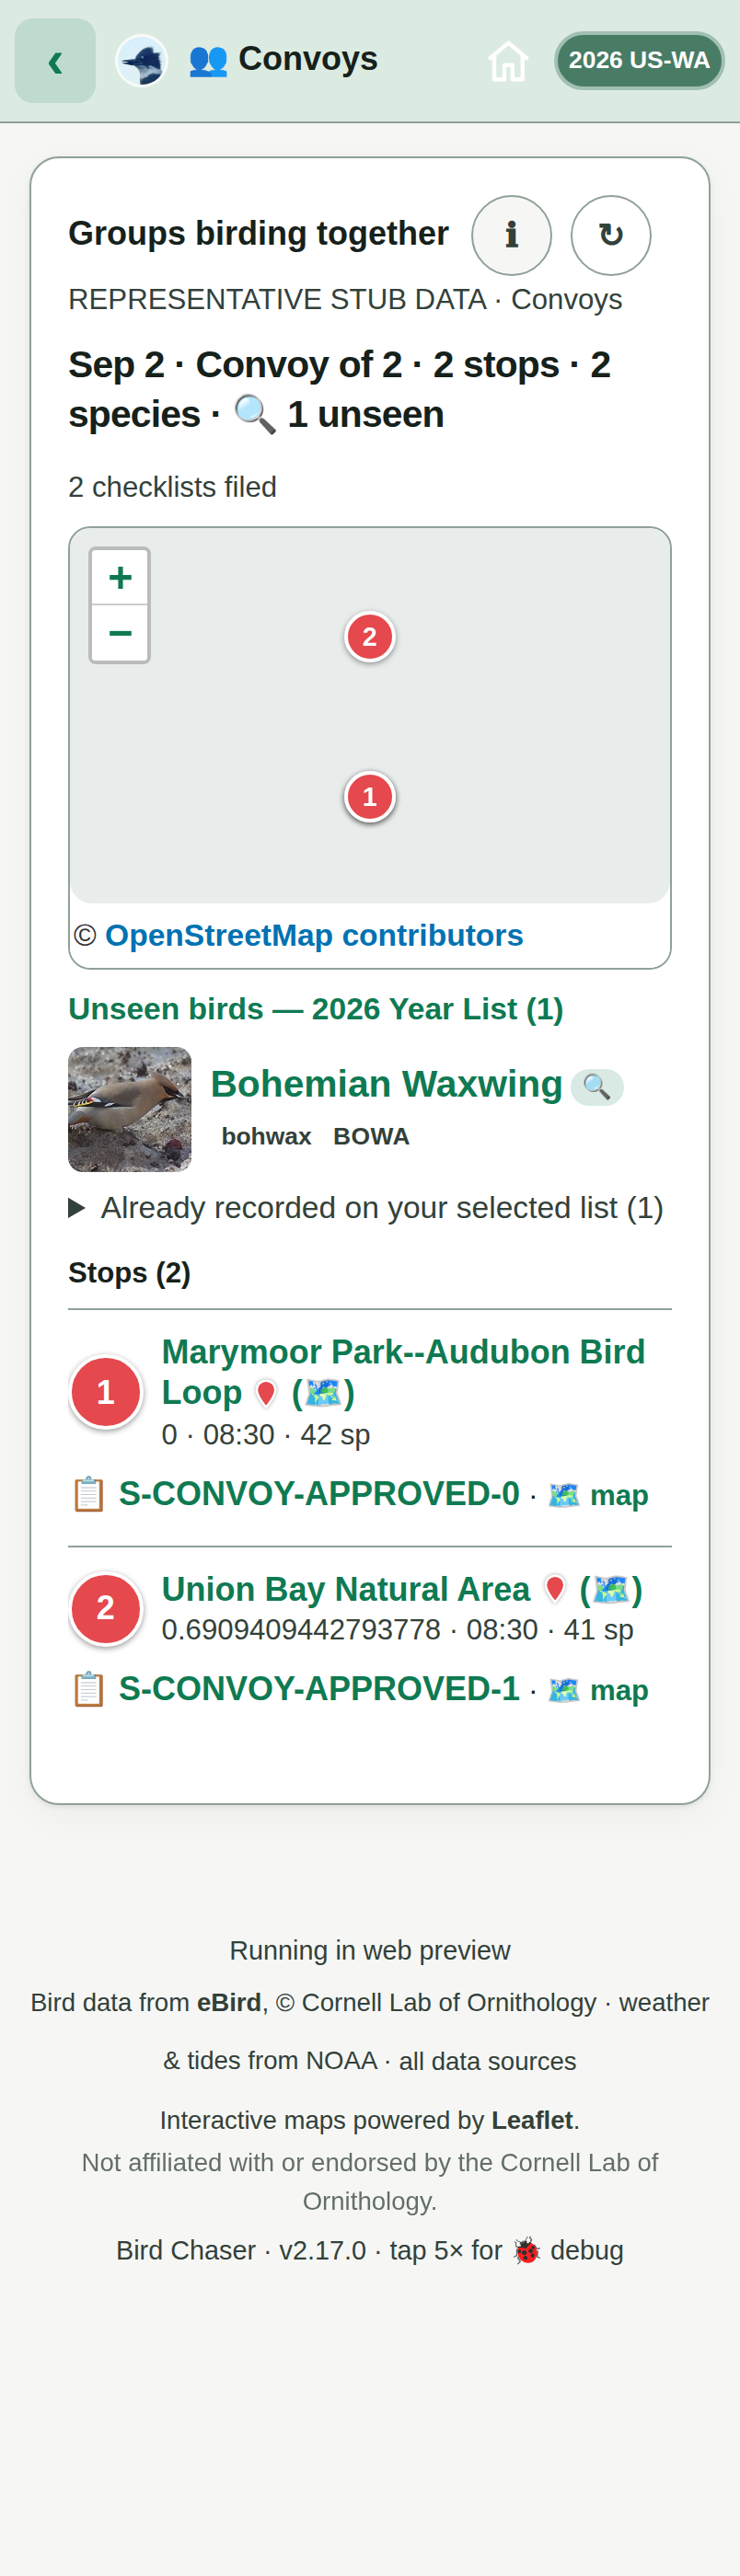 ‹ 👥 Convoys 2026 US-WA
Groups birding together ℹ ↻
REPRESENTATIVE STUB DATA · Convoys
Sep 2 · Convoy of 2 · 2 stops · 2
species · 🔍 1 unseen
2 checklists filed
+
−
2
1
© OpenStreetMap contributors
Unseen birds — 2026 Year List (1)
Bohemian Waxwing 🔍
bohwax BOWA
▶ Already recorded on your selected list (1)
Stops (2)
1
Marymoor Park--Audubon Bird
Loop 📍 (🗺️)
0 · 08:30 · 42 sp
📋 S-CONVOY-APPROVED-0 · 🗺️ map
2
Union Bay Natural Area 📍 (🗺️)
0.6909409442793778 · 08:30 · 41 sp
📋 S-CONVOY-APPROVED-1 · 🗺️ map
Running in web preview
Bird data from eBird, © Cornell Lab of Ornithology · weather
& tides from NOAA · all data sources
Interactive maps powered by Leaflet.
Not affiliated with or endorsed by the Cornell Lab of
Ornithology.
Bird Chaser · v2.17.0 · tap 5× for 🐞 debug